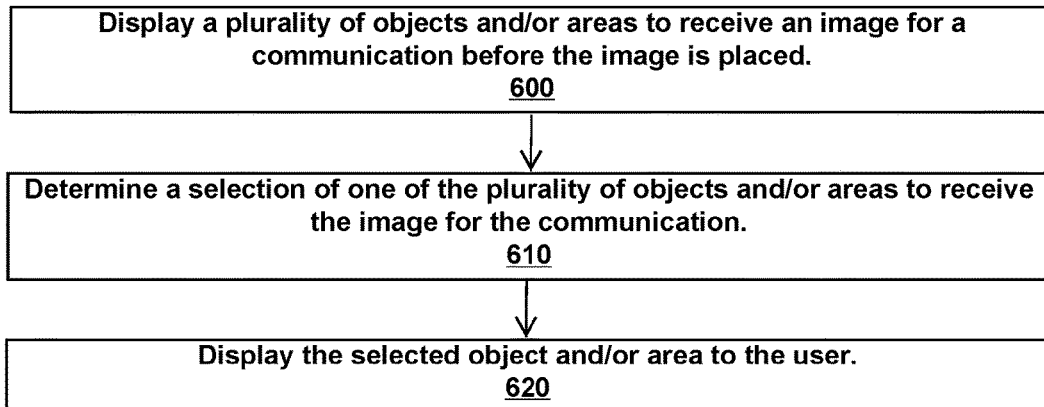 Display a plurality of objects and/or areas to receive an image for a
communication before the image is placed.
600
Determine a selection of one of the plurality of objects and/or areas to receive
the image for the communication.
610
Display the selected object and/or area to the user.
620